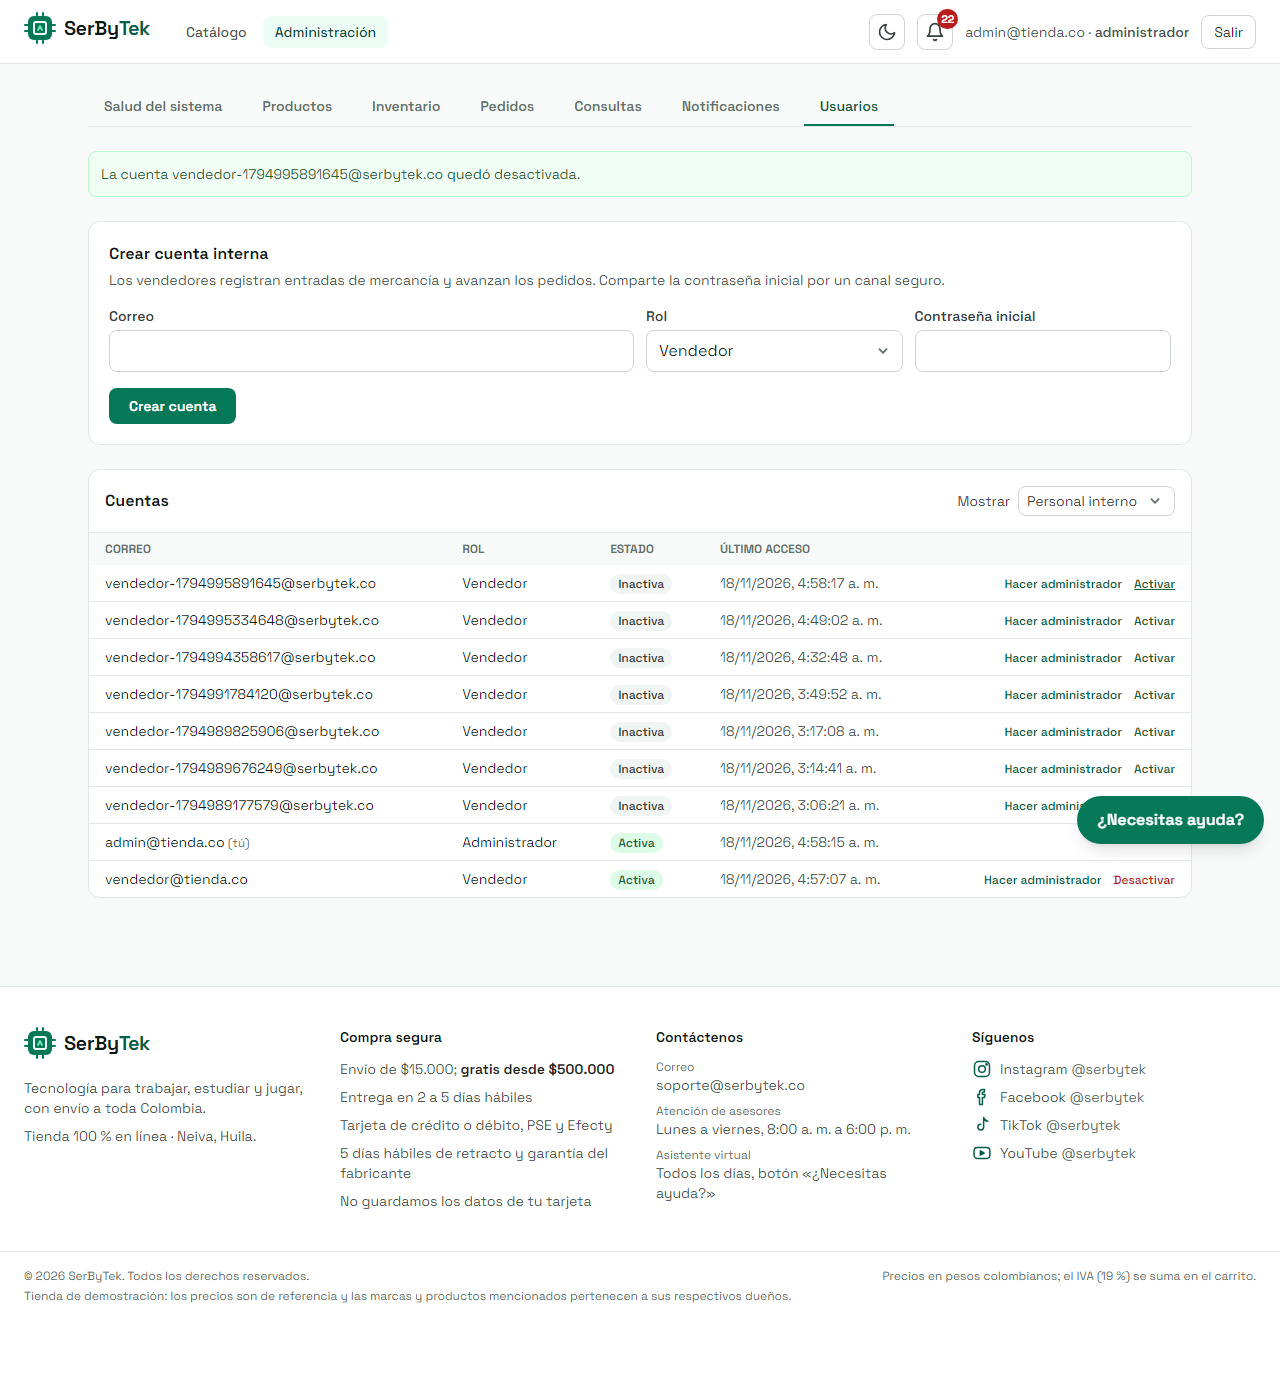 SerByTek
Catálogo
Administración
22
admin@tienda.co · administrador
Salir
Salud del sistema
Productos
Inventario
Pedidos
Consultas
Notificaciones
Usuarios
La cuenta vendedor-1794995891645@serbytek.co quedó desactivada.
Crear cuenta interna
Los vendedores registran entradas de mercancía y avanzan los pedidos. Comparte la contraseña inicial por un canal seguro.
Correo
Rol
Contraseña inicial
Vendedor
Crear cuenta
Cuentas
Mostrar
Personal interno
CORREO ROL ESTADO ÚLTIMO ACCESO
vendedor-1794995891645@serbytek.co Vendedor Inactiva 18/11/2026, 4:58:17 a. m. Hacer administrador Activar
vendedor-1794995334648@serbytek.co Vendedor Inactiva 18/11/2026, 4:49:02 a. m. Hacer administrador Activar
vendedor-1794994358617@serbytek.co Vendedor Inactiva 18/11/2026, 4:32:48 a. m. Hacer administrador Activar
vendedor-1794991784120@serbytek.co Vendedor Inactiva 18/11/2026, 3:49:52 a. m. Hacer administrador Activar
vendedor-1794989825906@serbytek.co Vendedor Inactiva 18/11/2026, 3:17:08 a. m. Hacer administrador Activar
vendedor-1794989676249@serbytek.co Vendedor Inactiva 18/11/2026, 3:14:41 a. m. Hacer administrador Activar
vendedor-1794989177579@serbytek.co Vendedor Inactiva 18/11/2026, 3:06:21 a. m. Hacer
¿Necesitas ayuda?
admin@tienda.co (tú) Administrador Activa 18/11/2026, 4:58:15 a. m.
vendedor@tienda.co Vendedor Activa 18/11/2026, 4:57:07 a. m. Hacer administrador Desactivar
SerByTek
Tecnología para trabajar, estudiar y jugar,
con envío a toda Colombia.
Tienda 100 % en línea · Neiva, Huila.
Compra segura
Envío de $15.000; gratis desde $500.000
Entrega en 2 a 5 días hábiles
Tarjeta de crédito o débito, PSE y Efecty
5 días hábiles de retracto y garantía del
fabricante
No guardamos los datos de tu tarjeta
Contáctenos
Correo
soporte@serbytek.co
Atención de asesores
Lunes a viernes, 8:00 a. m. a 6:00 p. m.
Asistente virtual
Todos los días, botón «¿Necesitas
ayuda?»
Síguenos
Instagram @serbytek
Facebook @serbytek
TikTok @serbytek
YouTube @serbytek
© 2026 SerByTek. Todos los derechos reservados.
Precios en pesos colombianos; el IVA (19 %) se suma en el carrito.
Tienda de demostración: los precios son de referencia y las marcas y productos mencionados pertenecen a sus respectivos dueños.